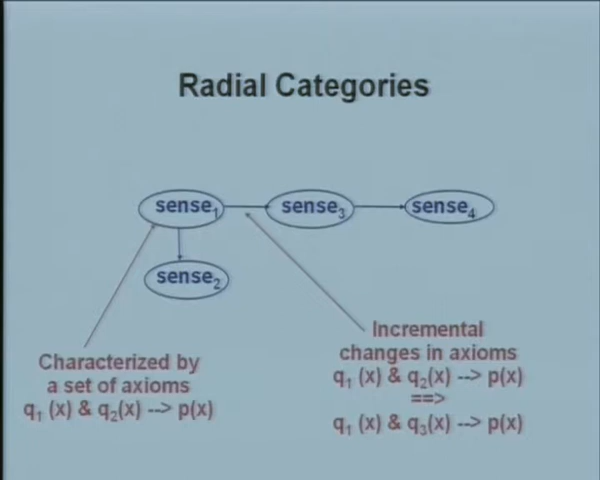 Radial Categories
sense₁
sense₃
sense₄
sense₂
Characterized by
a set of axioms
q₁ (x) & q₂(x) --> p(x)
Incremental
changes in axioms
q₁ (x) & q₂(x) --> p(x)
==>
q₁ (x) & q₃(x) --> p(x)